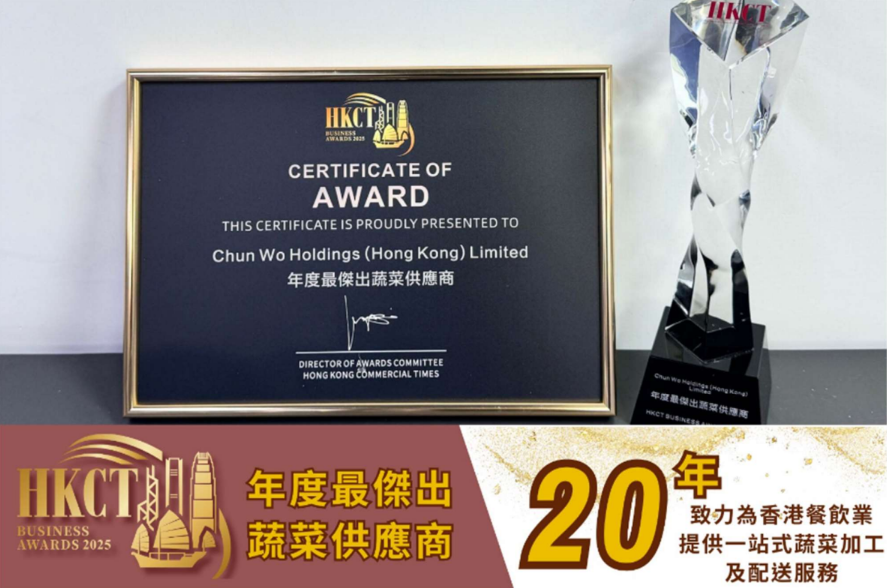 HKCT
BUSINESS
AWARDS 2025
CERTIFICATE OF
AWARD
THIS CERTIFICATE IS PROUDLY PRESENTED TO
Chun Wo Holdings (Hong Kong) Limited
年度最傑出蔬菜供應商
DIRECTOR OF AWARDS COMMITTEE
HONG KONG COMMERCIAL TIMES
HKCT
Chun Wo Holdings (Hong Kong)
Limited
年度最傑出蔬菜供應商
HKCT BUSINESS
HKCT
BUSINESS
AWARDS 2025
年度最傑出
蔬菜供應商
20年
致力為香港餐飲業
提供一站式蔬菜加工
及配送服務